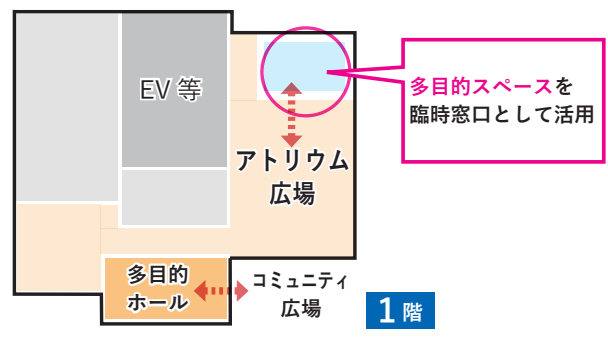 EV 等
多目的スペースを
臨時窓口として活用
アトリウム
広場
多目的
ホール
コミュニティ
広場
1階